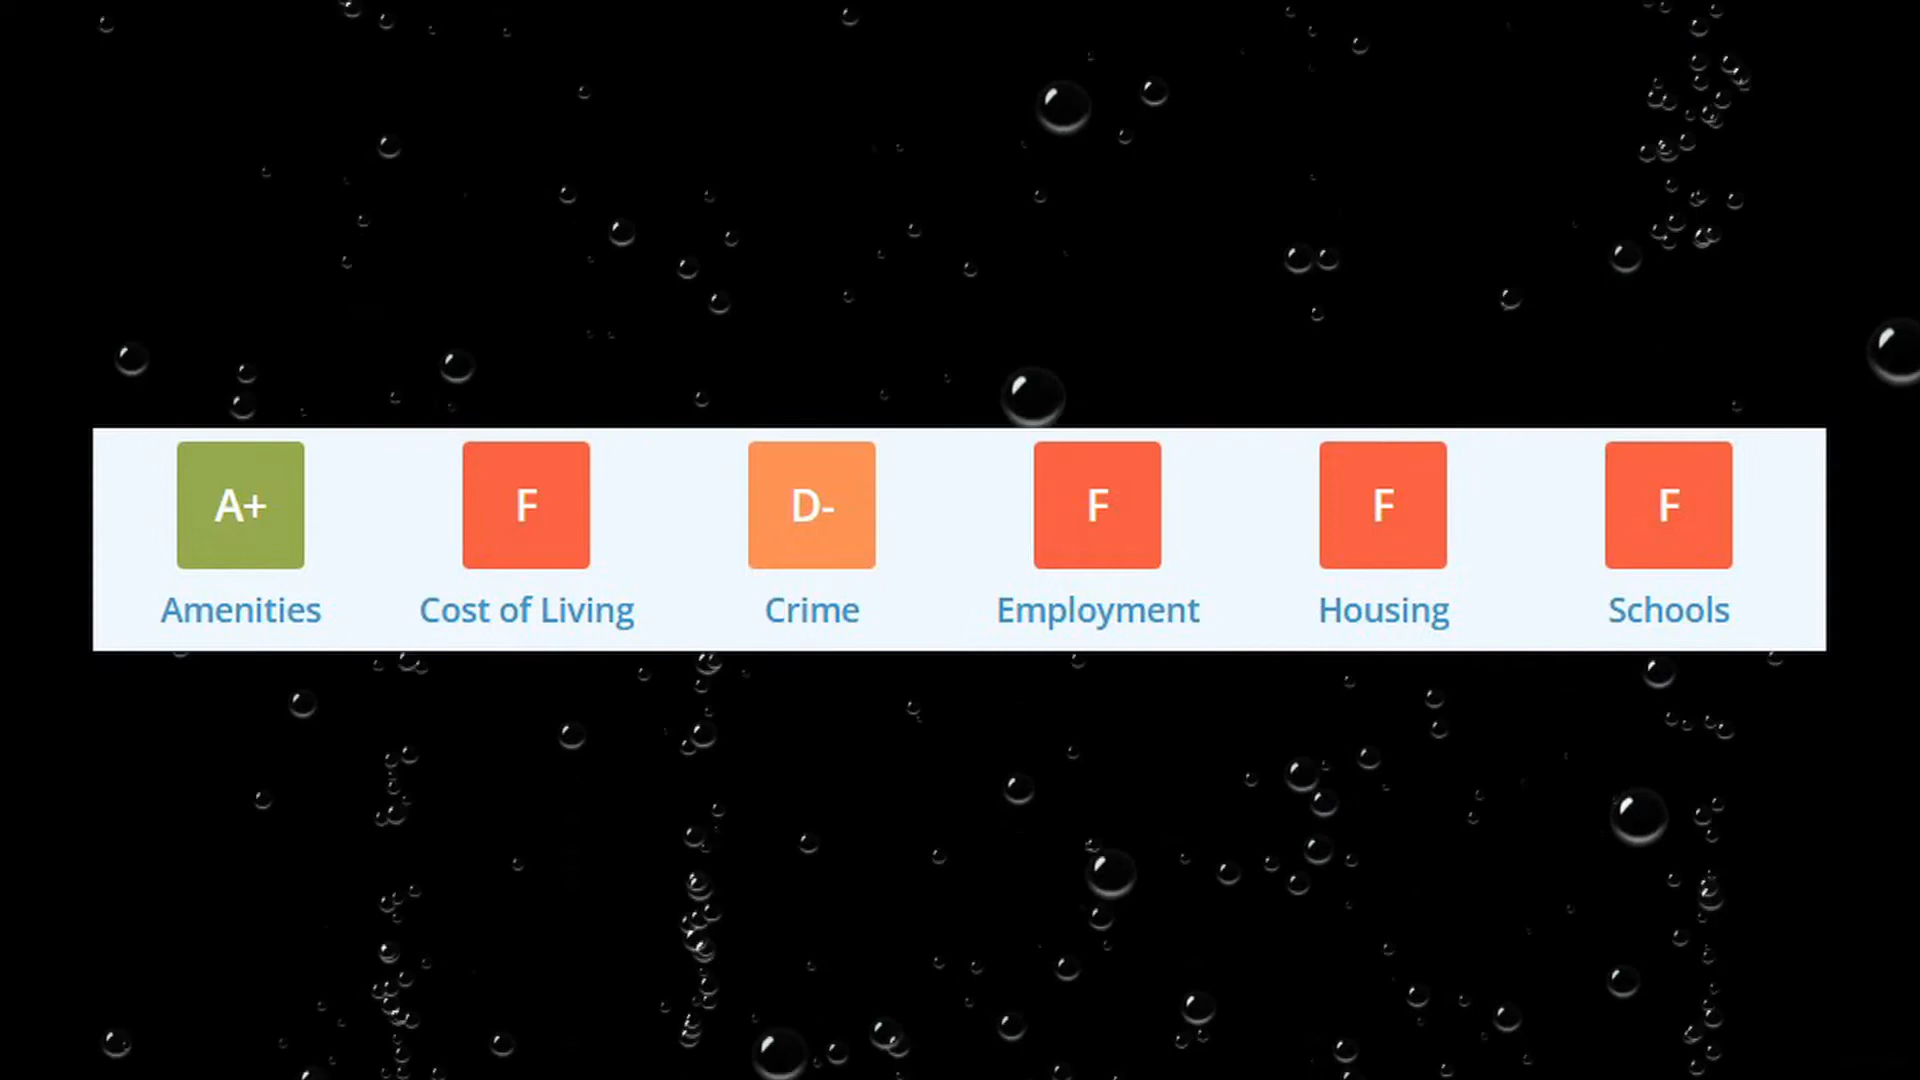 A+ F D- F F F
Amenities Cost of Living Crime Employment Housing Schools